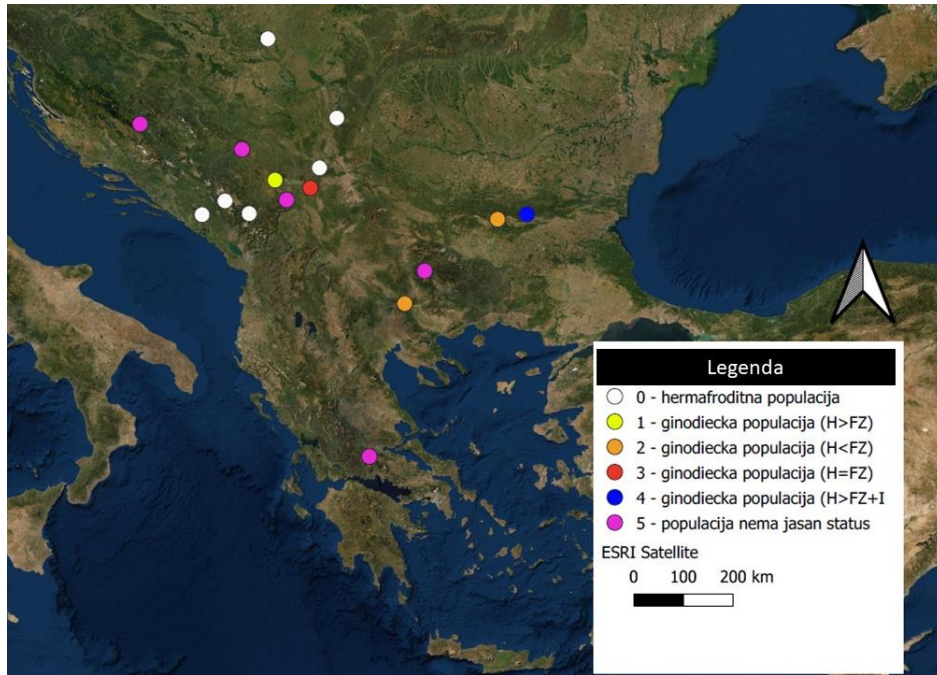 Legenda
0 - hermafroditna populacija
1 - ginodiecka populacija (H>FZ)
2 - ginodiecka populacija (H<FZ)
3 - ginodiecka populacija (H=FZ)
4 - ginodiecka populacija (H>FZ+I
5 - populacija nema jasan status
ESRI Satellite
0 100 200 km